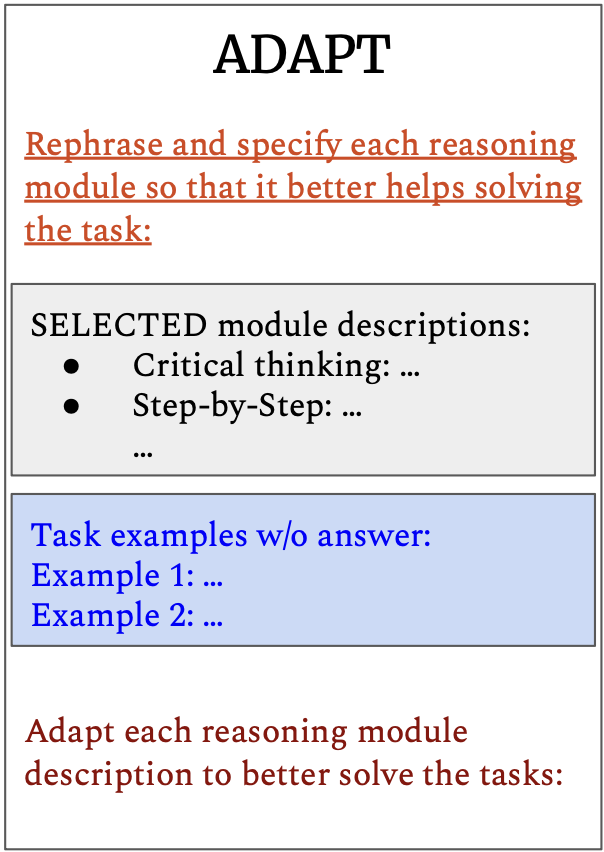 ADAPT
Rephrase and specify each reasoning
module so that it better helps solving
the task:
SELECTED module descriptions:
● Critical thinking: ...
● Step-by-Step: ...
...
Task examples w/o answer:
Example 1: ...
Example 2: ...
Adapt each reasoning module
description to better solve the tasks: